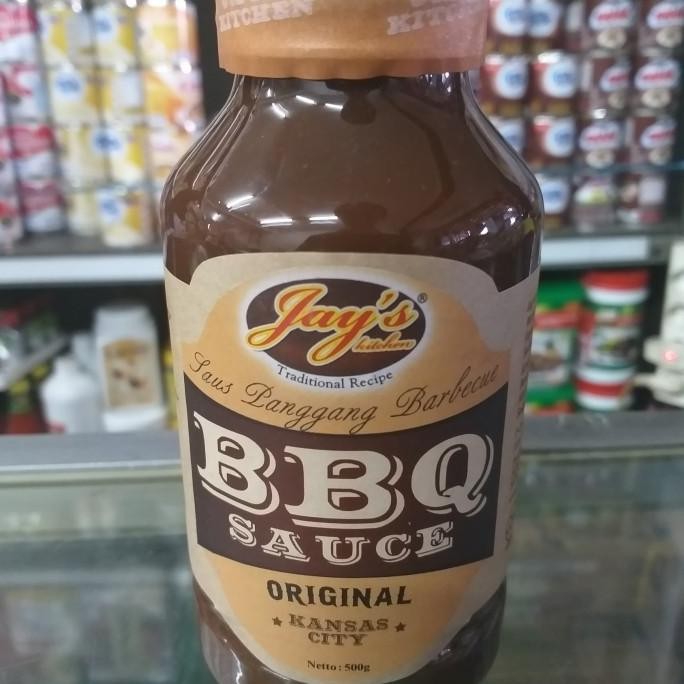 KITCHEN
Jay's®
kitchen
Traditional Recipe
Saus Panggang Barbecue
BBQ
SAUCE
ORIGINAL
KANSAS
CITY
Netto : 500g